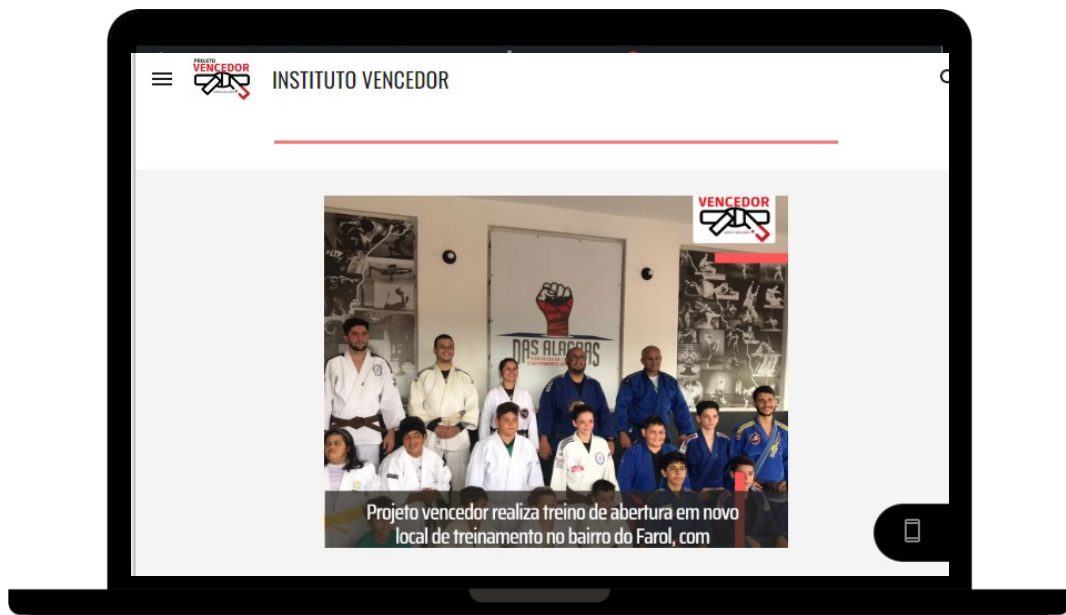 PROJETO
VENCEDOR
INSTITUTO VENCEDOR
VENCEDOR
DAS ALAGOAS
Projeto vencedor realiza treino de abertura em novo
local de treinamento no bairro do Farol, com